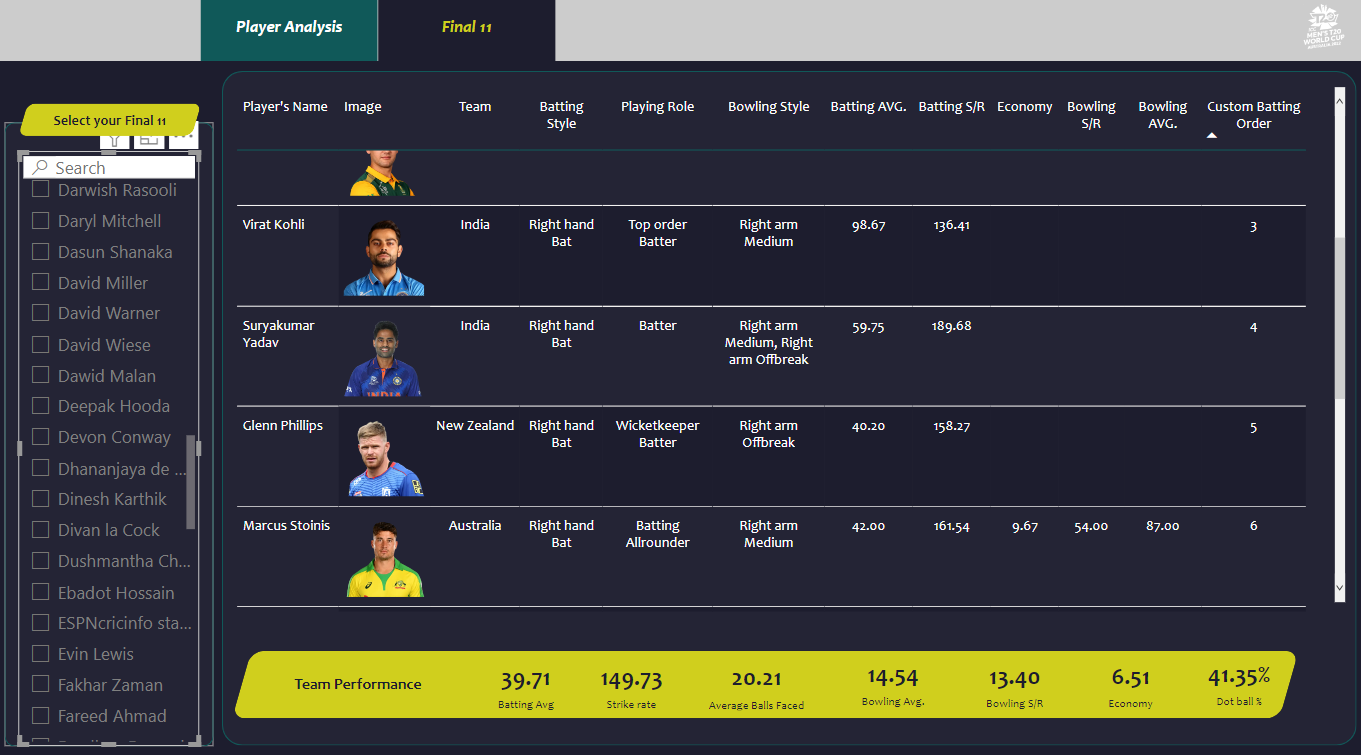 Player Analysis
Final 11
T20
MEN'S T20
WORLD CUP
AUSTRALIA 2022
Select your Final 11
Search
Darwish Rasooli
Daryl Mitchell
Dasun Shanaka
David Miller
David Warner
David Wiese
Dawid Malan
Deepak Hooda
Devon Conway
Dhananjaya de ...
Dinesh Karthik
Divan la Cock
Dushmantha Ch...
Ebadot Hossain
ESPNcricinfo sta...
Evin Lewis
Fakhar Zaman
Fareed Ahmad
Player's Name Image Team Batting Style Playing Role Bowling Style Batting AVG. Batting S/R Economy Bowling S/R Bowling AVG. Custom Batting Order
Virat Kohli India Right hand Bat Top order Batter Right arm Medium 98.67 136.41 3
Suryakumar Yadav India Right hand Bat Batter Right arm Medium, Right arm Offbreak 59.75 189.68 4
INDIA
Glenn Phillips New Zealand Right hand Bat Wicketkeeper Batter Right arm Offbreak 40.20 158.27 5
Marcus Stoinis Australia Right hand Bat Batting Allrounder Right arm Medium 42.00 161.54 9.67 54.00 87.00 6
Team Performance
39.71 149.73 20.21 14.54 13.40 6.51 41.35%
Batting Avg Strike rate Average Balls Faced Bowling Avg. Bowling S/R Economy Dot ball %